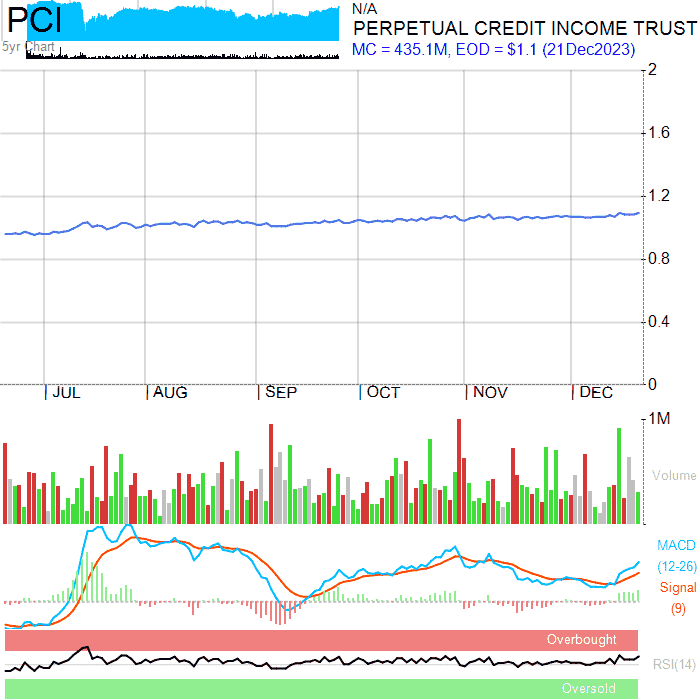 PCI
5yr Chart
N/A
PERPETUAL CREDIT INCOME TRUST
MC = 435.1M, EOD = $1.1 (21Dec2023)
2
1.6
1.2
0.8
0.4
0
JUL AUG SEP OCT NOV DEC
1M
Volume
MACD
(12-26)
Signal
(9)
Overbought
RSI(14)
Oversold